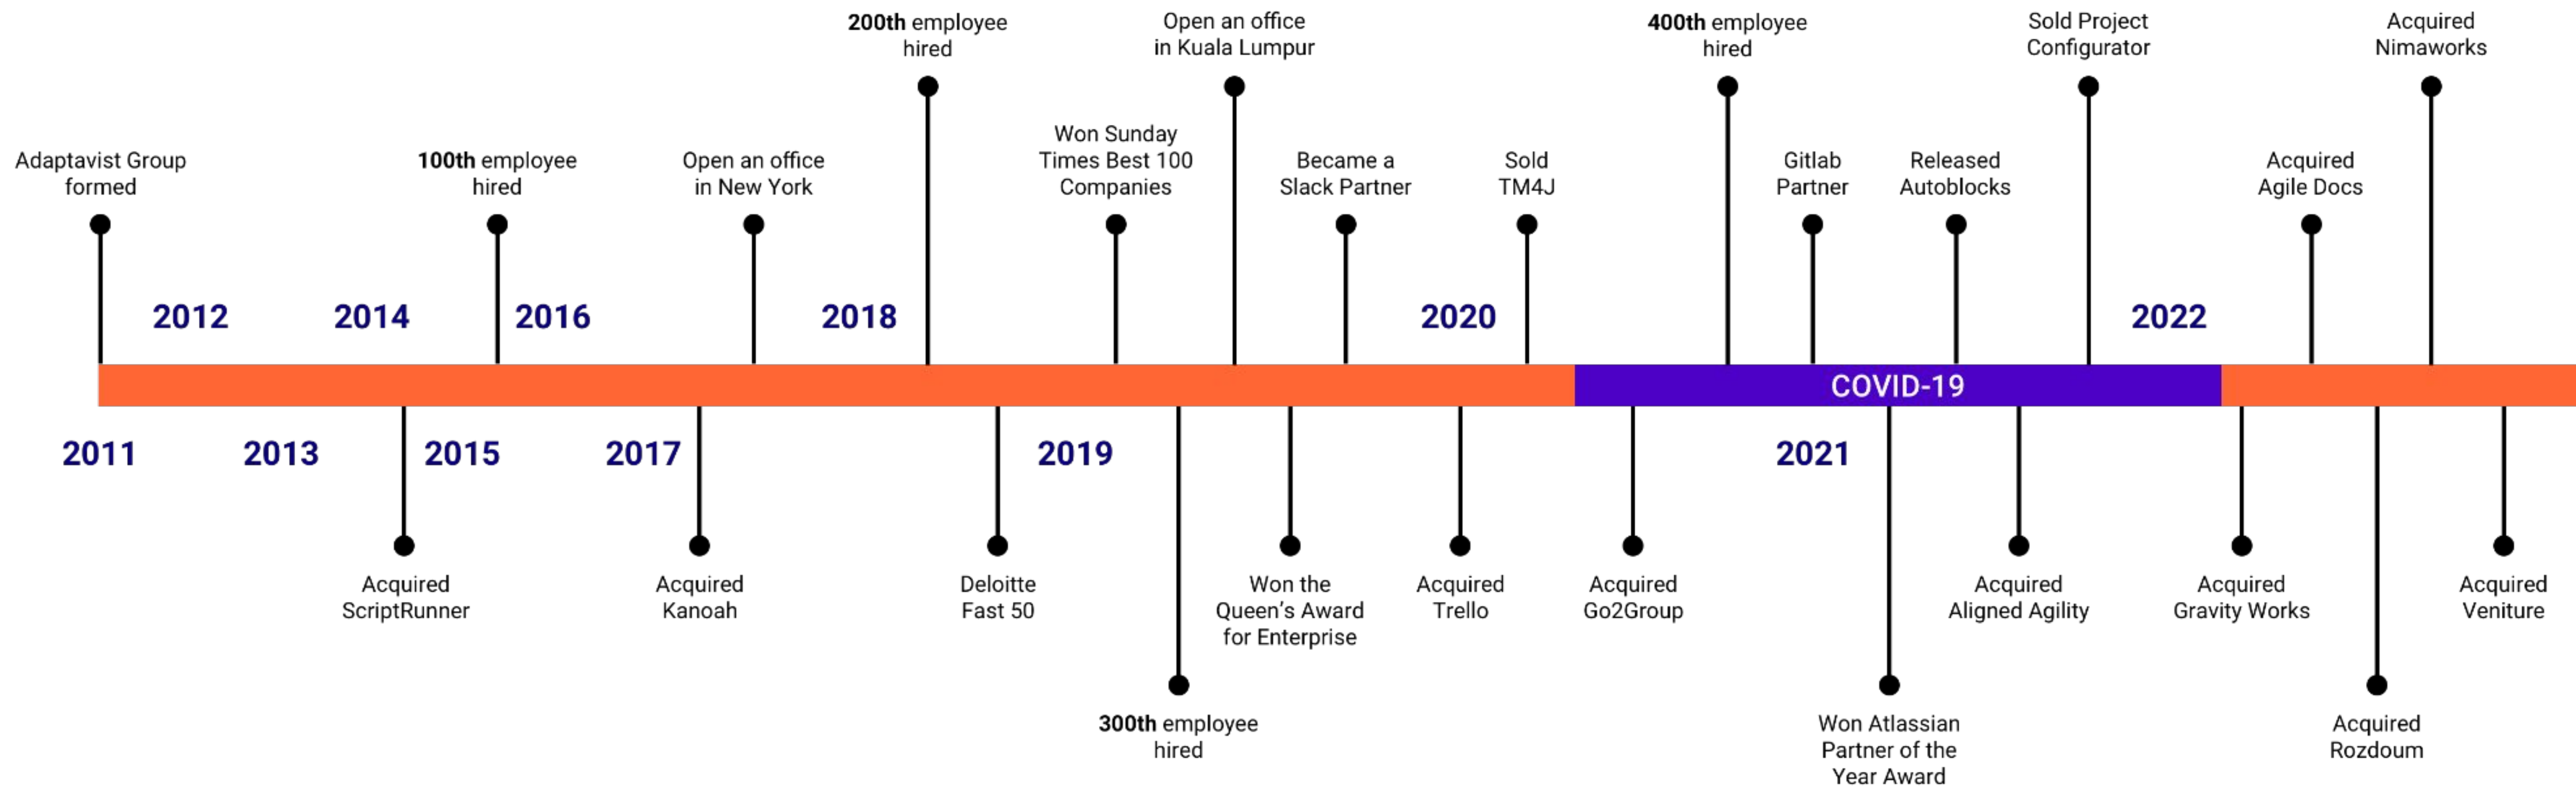 200th employee
hired
Open an office
in Kuala Lumpur
400th employee
hired
Sold Project
Configurator
Acquired
Nimaworks
Adaptavist Group
formed
100th employee
hired
Open an office
in New York
Won Sunday
Times Best 100
Companies
Became a
Slack Partner
Sold
TM4J
Gitlab
Partner
Released
Autoblocks
Acquired
Agile Docs
2012
2014
2016
2018
2020
2022
COVID-19
2011
2013
2015
2017
2019
2021
Acquired
ScriptRunner
Acquired
Kanoah
Deloitte
Fast 50
Won the
Queen's Award
for Enterprise
Acquired
Trello
Acquired
Go2Group
Acquired
Aligned Agility
Acquired
Gravity Works
Acquired
Veniture
300th employee
hired
Won Atlassian
Partner of the
Year Award
Acquired
Rozdoum